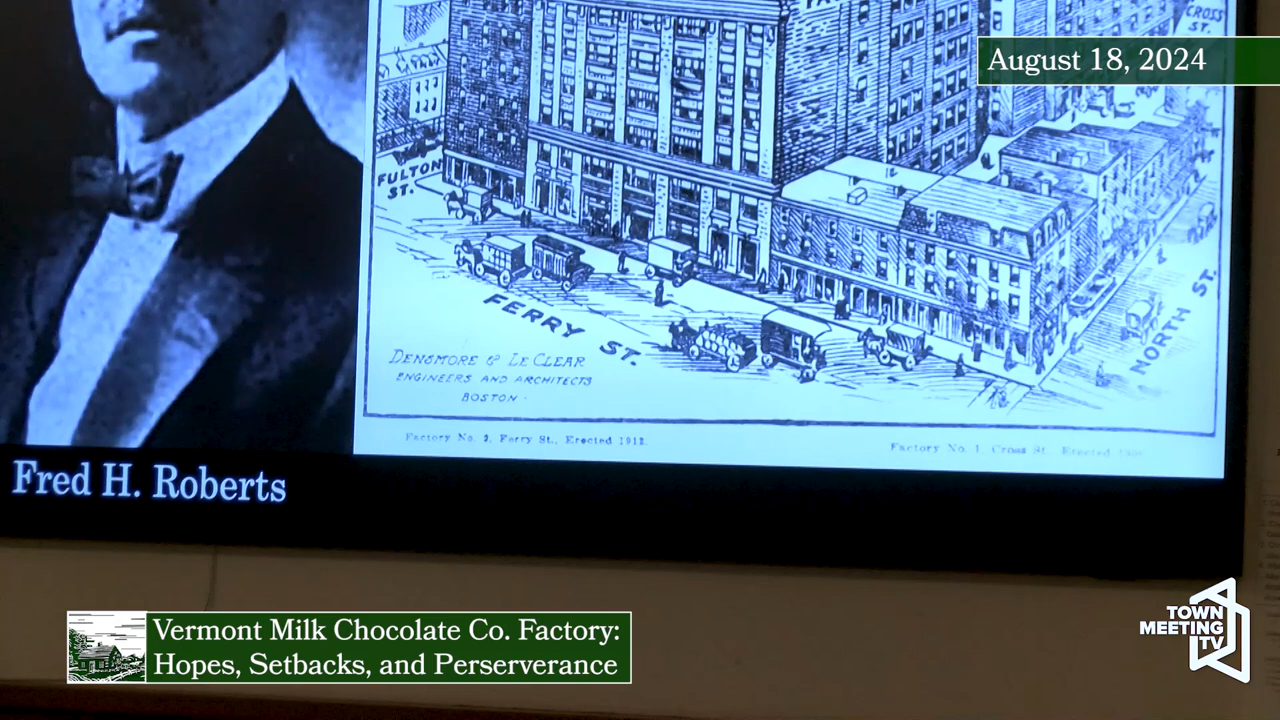 CROSS
ST.
August 18, 2024
FULTON
ST.
FERRY ST.
NORTH ST.
DENSMORE & LE CLEAR
ENGINEERS AND ARCHITECTS
BOSTON
Factory No. 2, Ferry St., Erected 1912.
Factory No. 1 Cross St. Erected
Fred H. Roberts
Vermont Milk Chocolate Co. Factory:
Hopes, Setbacks, and Perserverance
TOWN
MEETING
TV